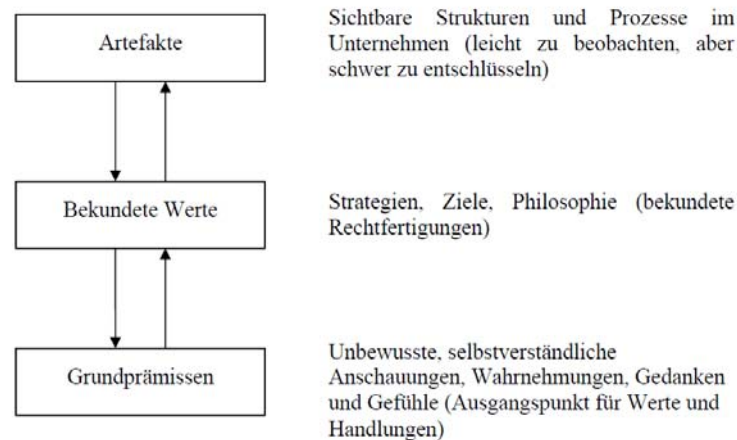 Artefakte
Sichtbare Strukturen und Prozesse im
Unternehmen (leicht zu beobachten, aber
schwer zu entschlüsseln)
Bekundete Werte
Strategien, Ziele, Philosophie (bekundete
Rechtfertigungen)
Grundprämissen
Unbewusste, selbstverständliche
Anschauungen, Wahrnehmungen, Gedanken
und Gefühle (Ausgangspunkt für Werte und
Handlungen)